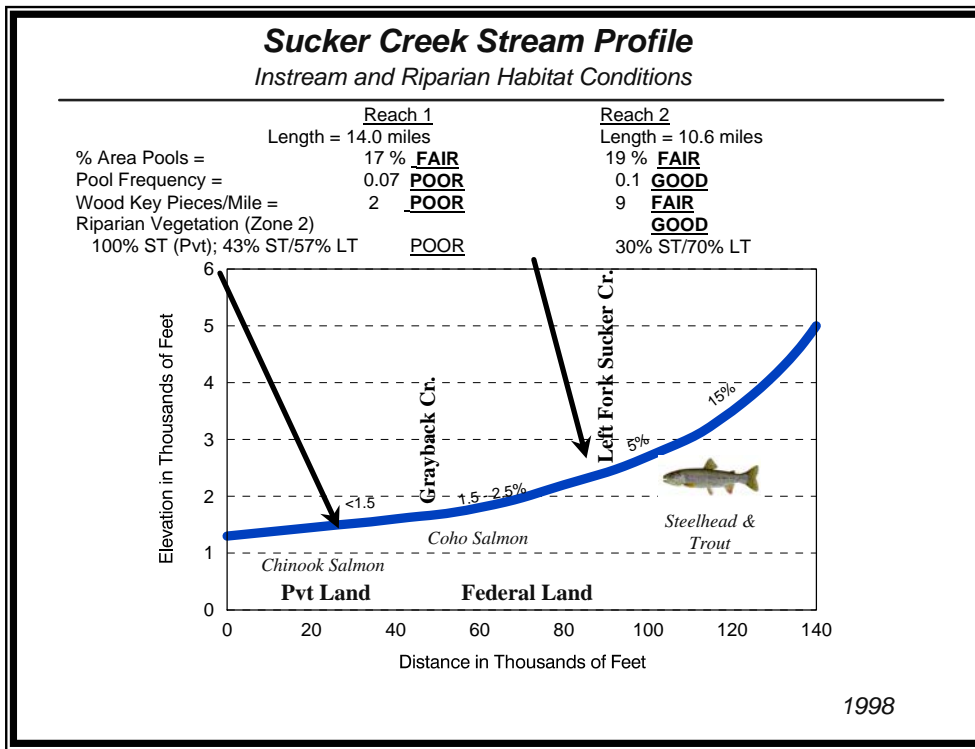 Sucker Creek Stream Profile
Instream and Riparian Habitat Conditions
Reach 1 Reach 2
Length = 14.0 miles Length = 10.6 miles
% Area Pools = 17 % FAIR 19 % FAIR
Pool Frequency = 0.07 POOR 0.1 GOOD
Wood Key Pieces/Mile = 2 POOR 9 FAIR
Riparian Vegetation (Zone 2) GOOD
100% ST (Pvt); 43% ST/57% LT POOR 30% ST/70% LT
Elevation in Thousands of Feet
6
5
4
3
2
1
0
<1.5
Grayback Cr.
1.5 - 2.5%
Left Fork Sucker Cr.
5%
15%
Chinook Salmon
Coho Salmon
Steelhead &
Trout
Pvt Land Federal Land
0 20 40 60 80 100 120 140
Distance in Thousands of Feet
1998